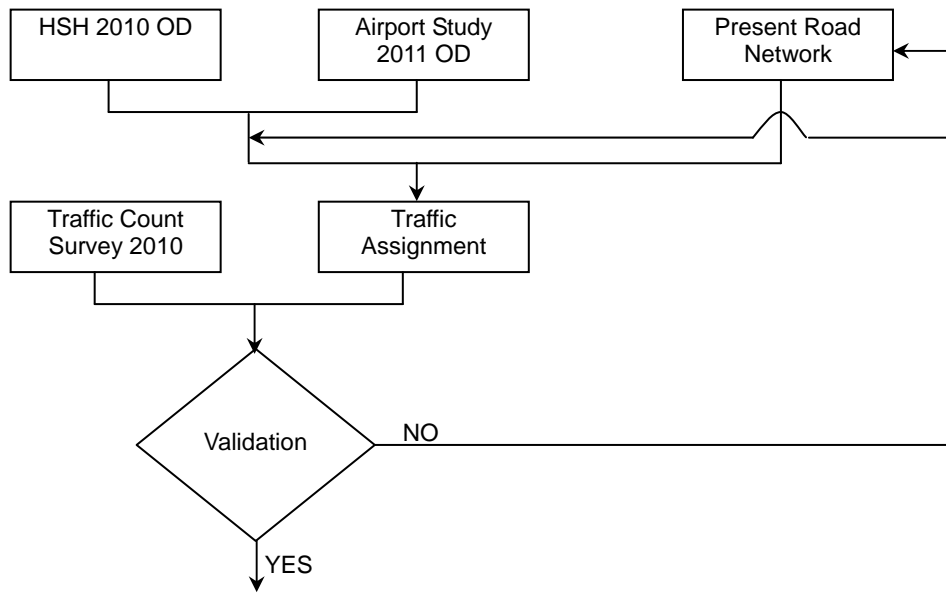 HSH 2010 OD
Airport Study
2011 OD
Present Road
Network
Traffic Count
Survey 2010
Traffic
Assignment
Validation
NO
YES